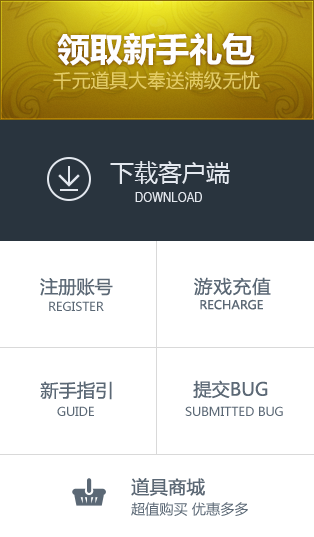 领取新手礼包
千元道具大奉送满级无忧
下载客户端
DOWNLOAD
注册账号
REGISTER
游戏充值
RECHARGE
新手指引
GUIDE
提交BUG
SUBMITTED BUG
道具商城
超值购买 优惠多多